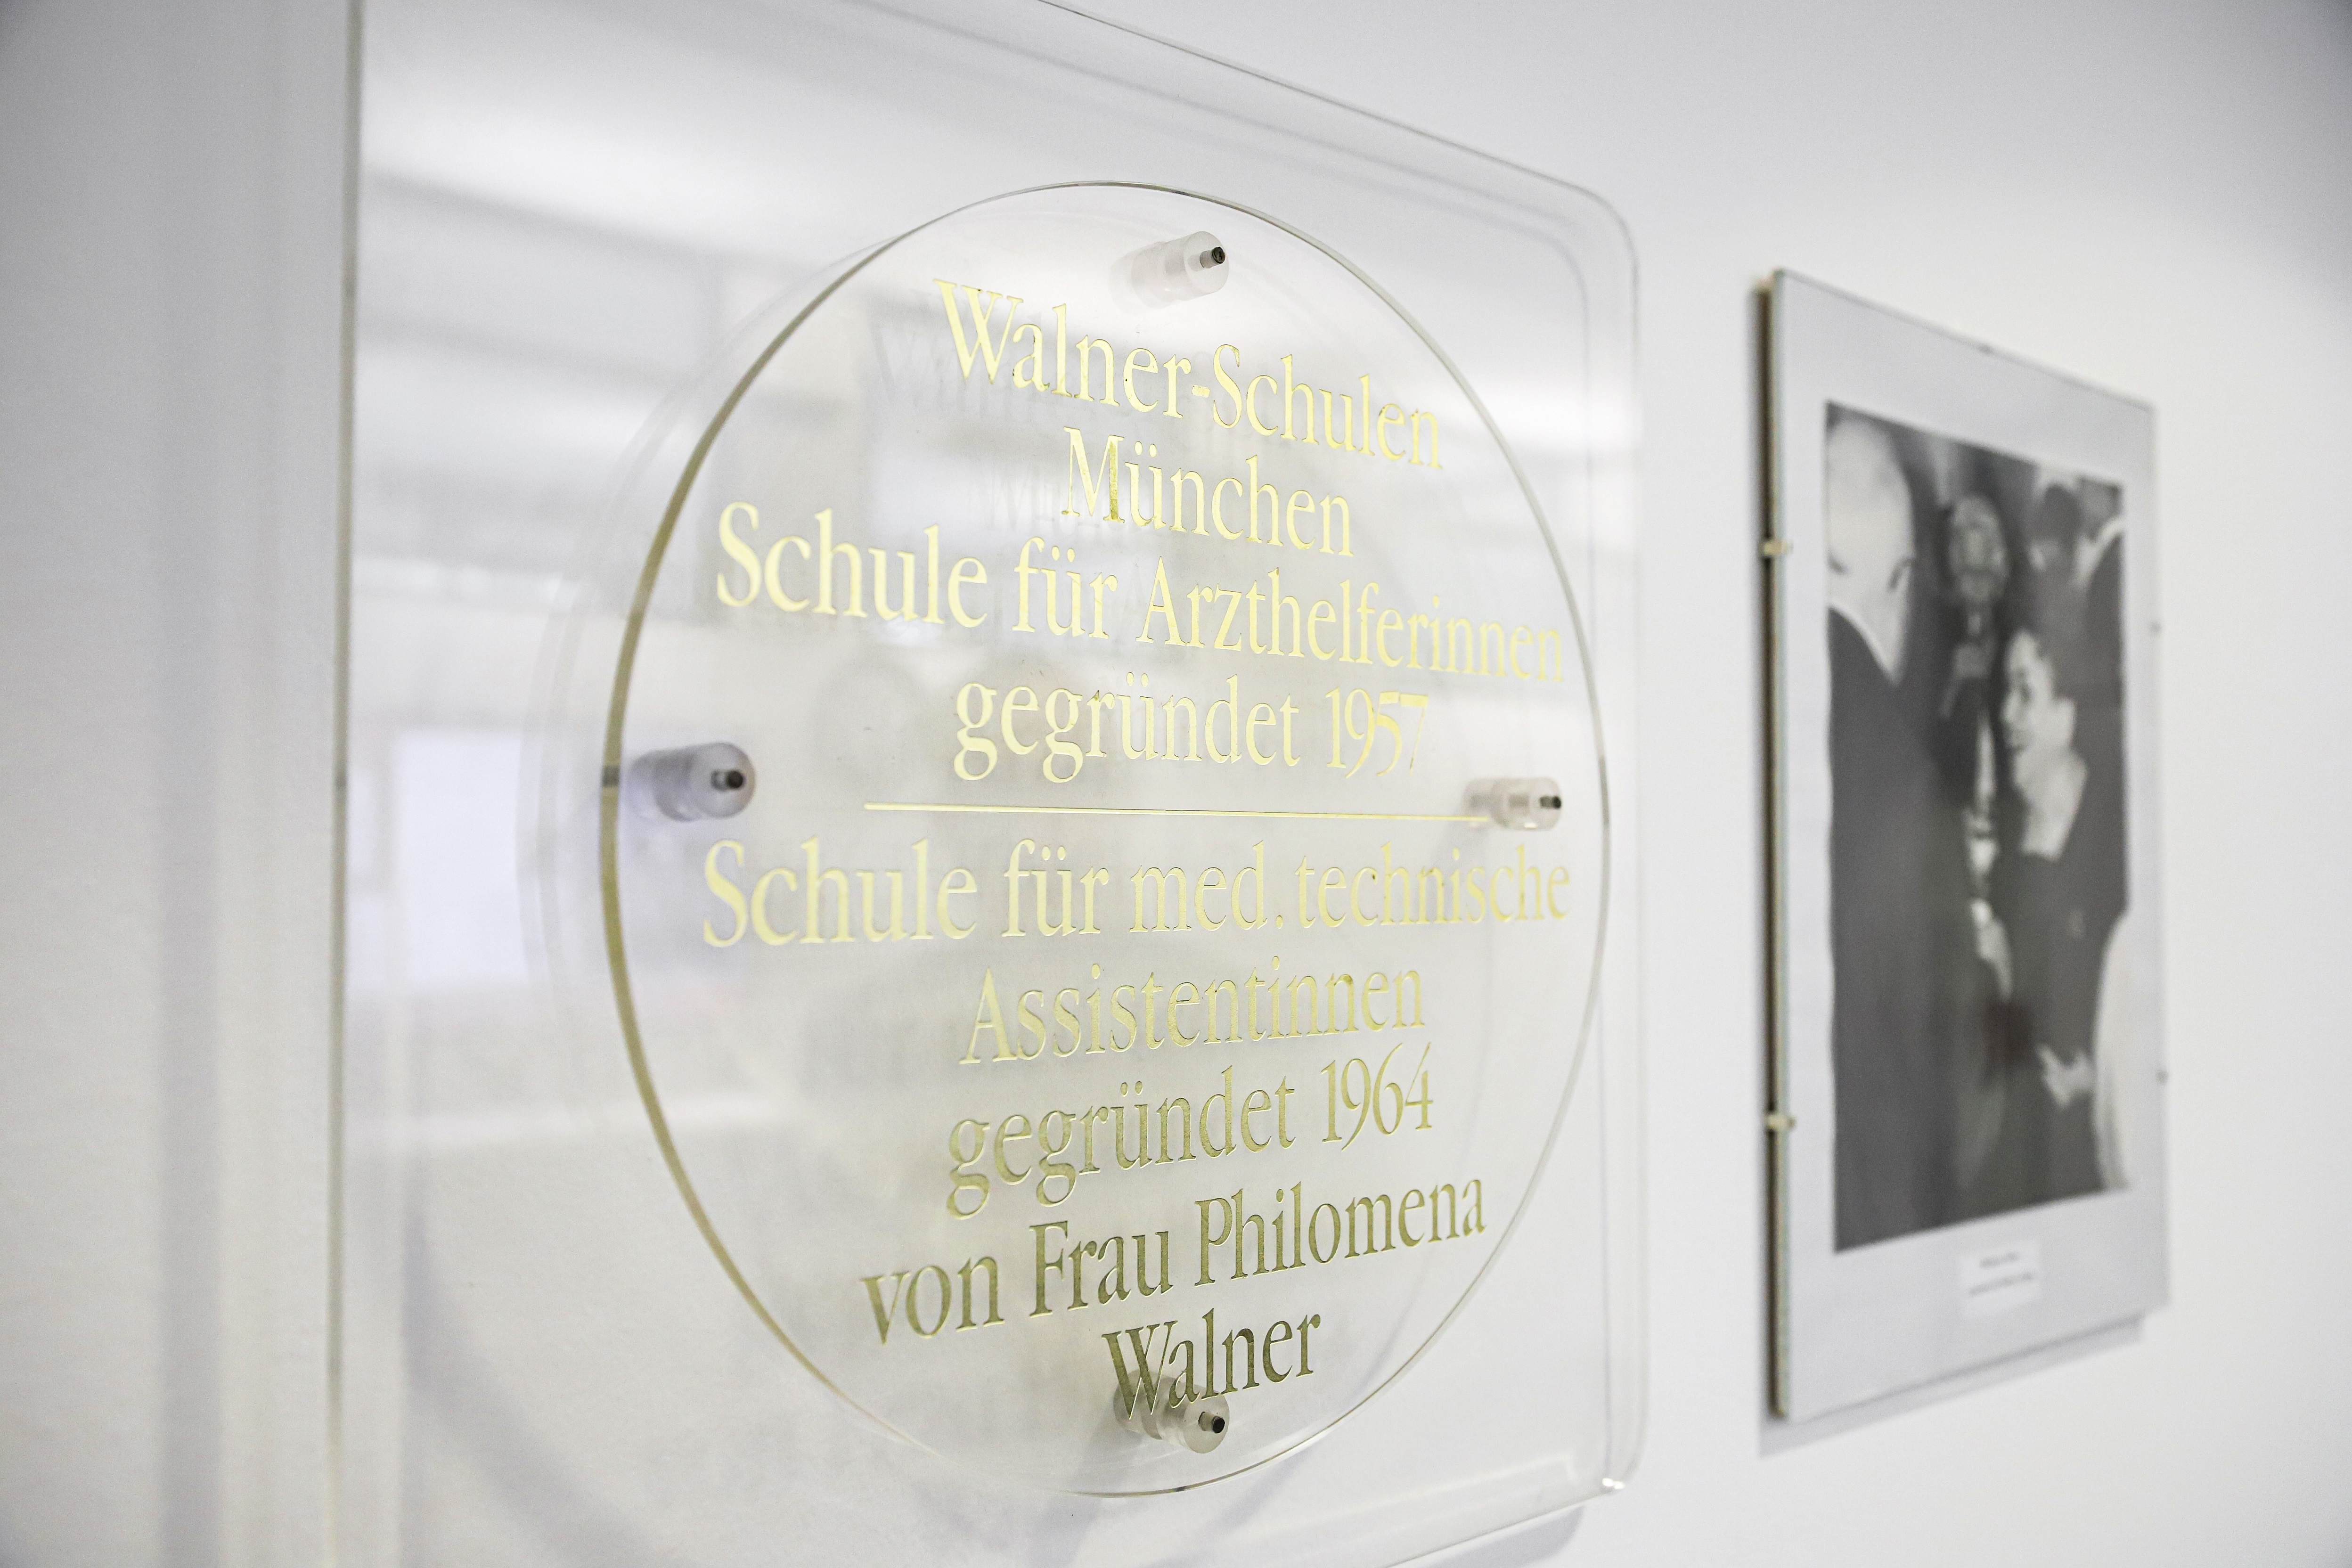 Walner-Schulen
München
Schule für Arzthelferinnen
gegründet 1957
Schule für med. technische
Assistentinnen
gegründet 1964
von Frau Philomena
Walner